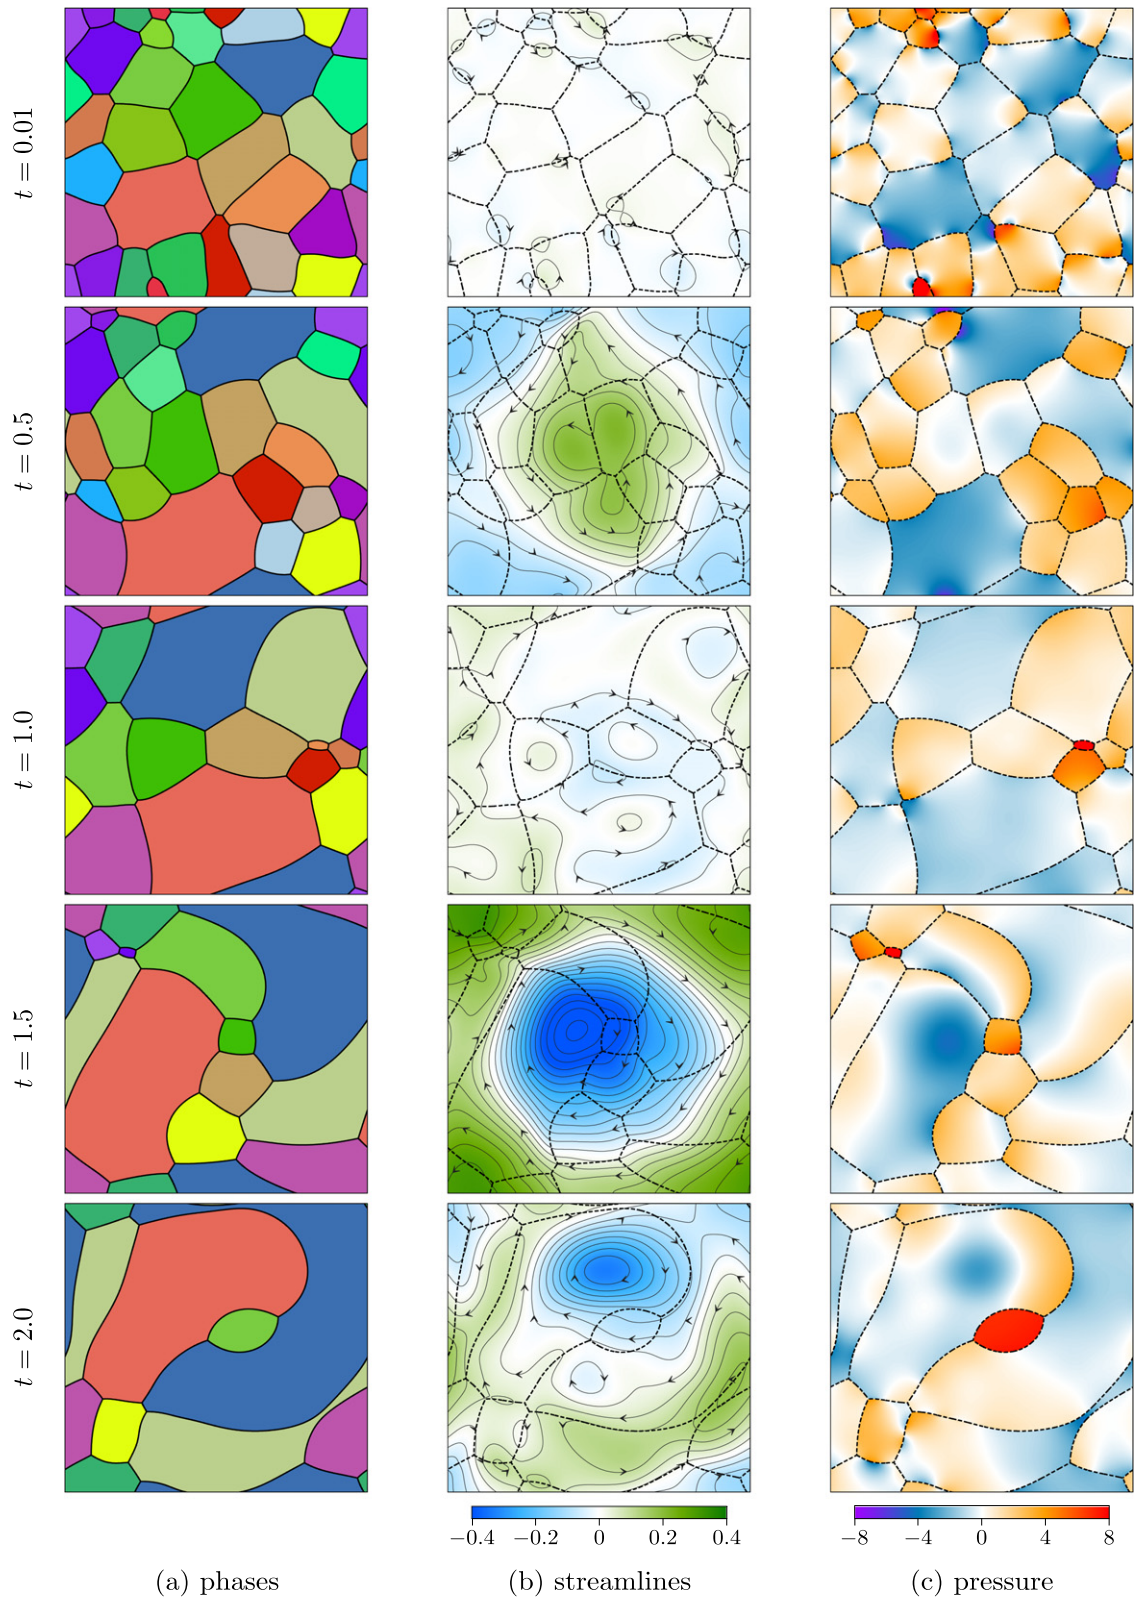 t = 0.01
t = 0.5
t = 1.0
t = 1.5
t = 2.0
−0.4 −0.2 0 0.2 0.4
−8 −4 0 4 8
(a) phases
(b) streamlines
(c) pressure